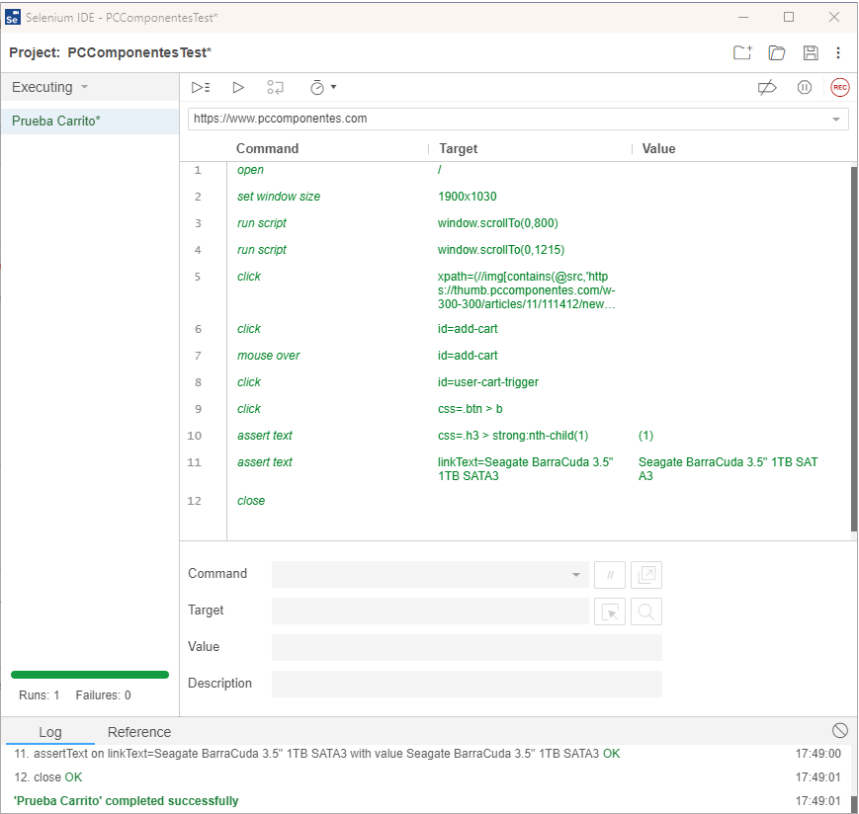 Se Selenium IDE - PCComponentesTest*
Project: PCComponentesTest*
Executing
REC
Prueba Carrito*
https://www.pccomponentes.com
Command Target Value
1 open /
2 set window size 1900x1030
3 run script window.scrollTo(0,800)
4 run script window.scrollTo(0,1215)
5 click xpath=(//img[contains(@src,'http
s://thumb.pccomponentes.com/w-
300-300/articles/11/111412/new...
6 click id=add-cart
7 mouse over id=add-cart
8 click id=user-cart-trigger
9 click css=.btn > b
10 assert text css=.h3 > strong:nth-child(1) (1)
11 assert text linkText=Seagate BarraCuda 3.5" Seagate BarraCuda 3.5" 1TB SAT
1TB SATA3 A3
12 close
Command //
Target
Value
Description
Runs: 1 Failures: 0
Log Reference
11. assertText on linkText=Seagate BarraCuda 3.5" 1TB SATA3 with value Seagate BarraCuda 3.5" 1TB SATA3 OK 17:49:00
12. close OK 17:49:01
'Prueba Carrito' completed successfully 17:49:01